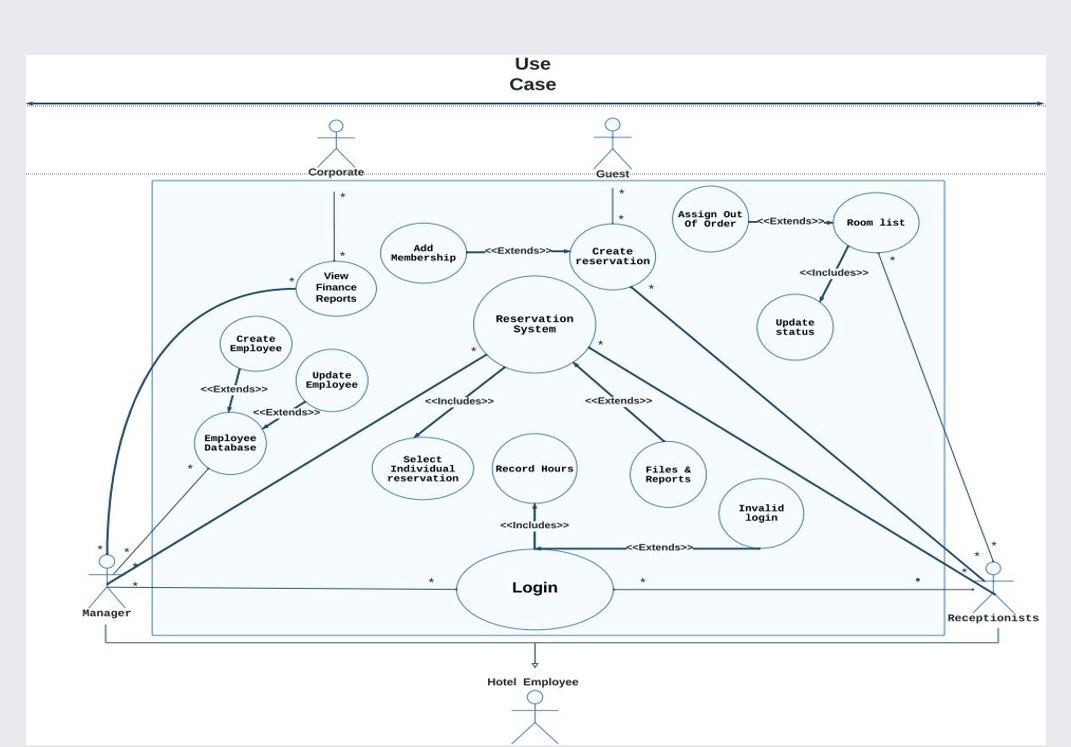 Use
Case
Corporate
Guest
*
*
*
*
Assign Out
Of Order
<<Extends>>
Room list
Add
Membership
<<Extends>>
Create
reservation
*
<<Includes>>
View
Finance
Reports
*
*
Reservation
System
Update
status
Create
Employee
*
*
Update
Employee
<<Extends>>
<<Extends>>
<<Includes>>
<<Extends>>
Employee
Database
*
Select
Individual
reservation
Record Hours
Files &
Reports
Invalid
login
<<Includes>>
<<Extends>>
*
*
*
*
*
*
*
Login
*
*
*
*
Manager
Receptionists
Hotel Employee